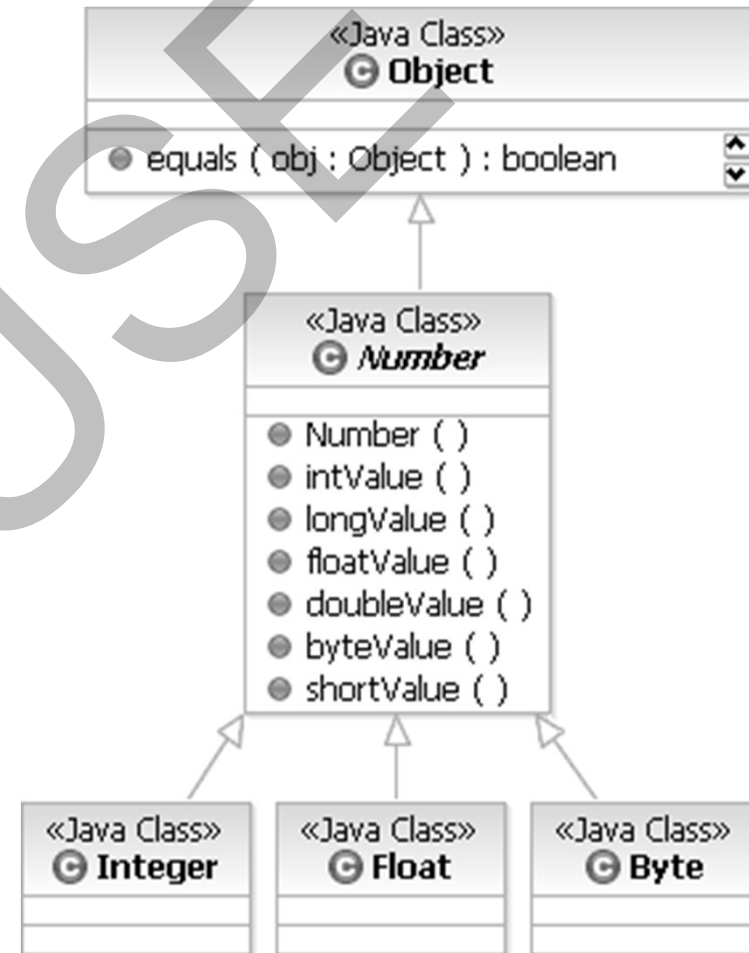 «Java Class»
Object
equals ( obj : Object ) : boolean
«Java Class»
Number
Number ( )
intValue ( )
longValue ( )
floatValue ( )
doubleValue ( )
byteValue ( )
shortValue ( )
«Java Class» «Java Class» «Java Class»
Integer Float Byte
USE